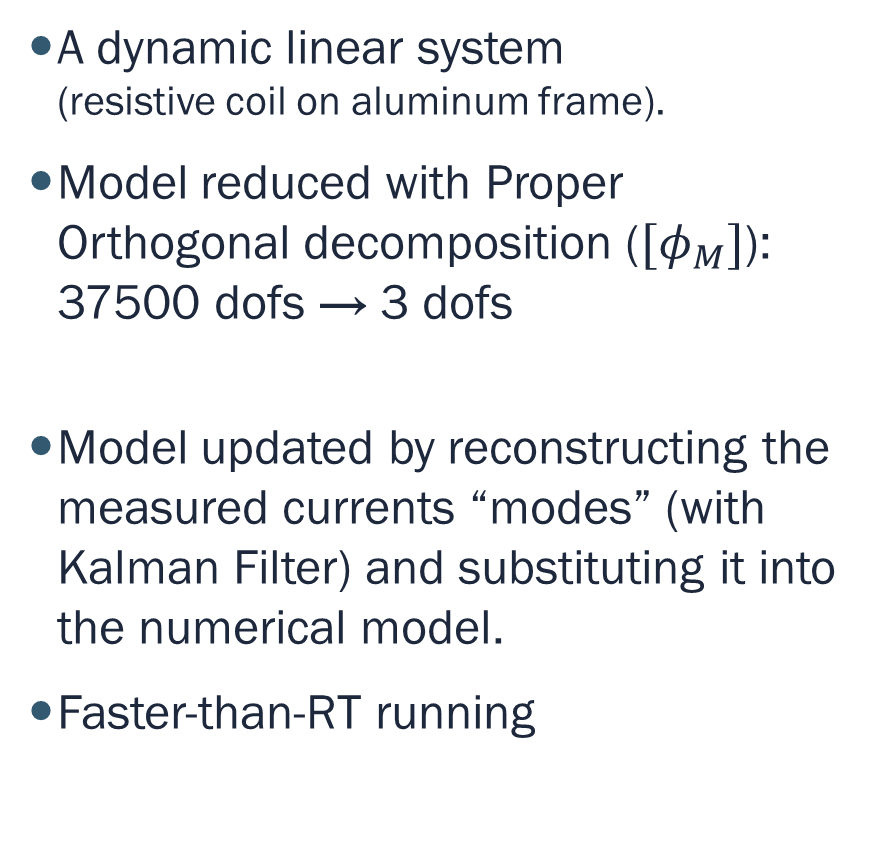 •A dynamic linear system
(resistive coil on aluminum frame).
•Model reduced with Proper
Orthogonal decomposition ([𝜙_M]):
37500 dofs → 3 dofs
•Model updated by reconstructing the
measured currents “modes” (with
Kalman Filter) and substituting it into
the numerical model.
•Faster-than-RT running